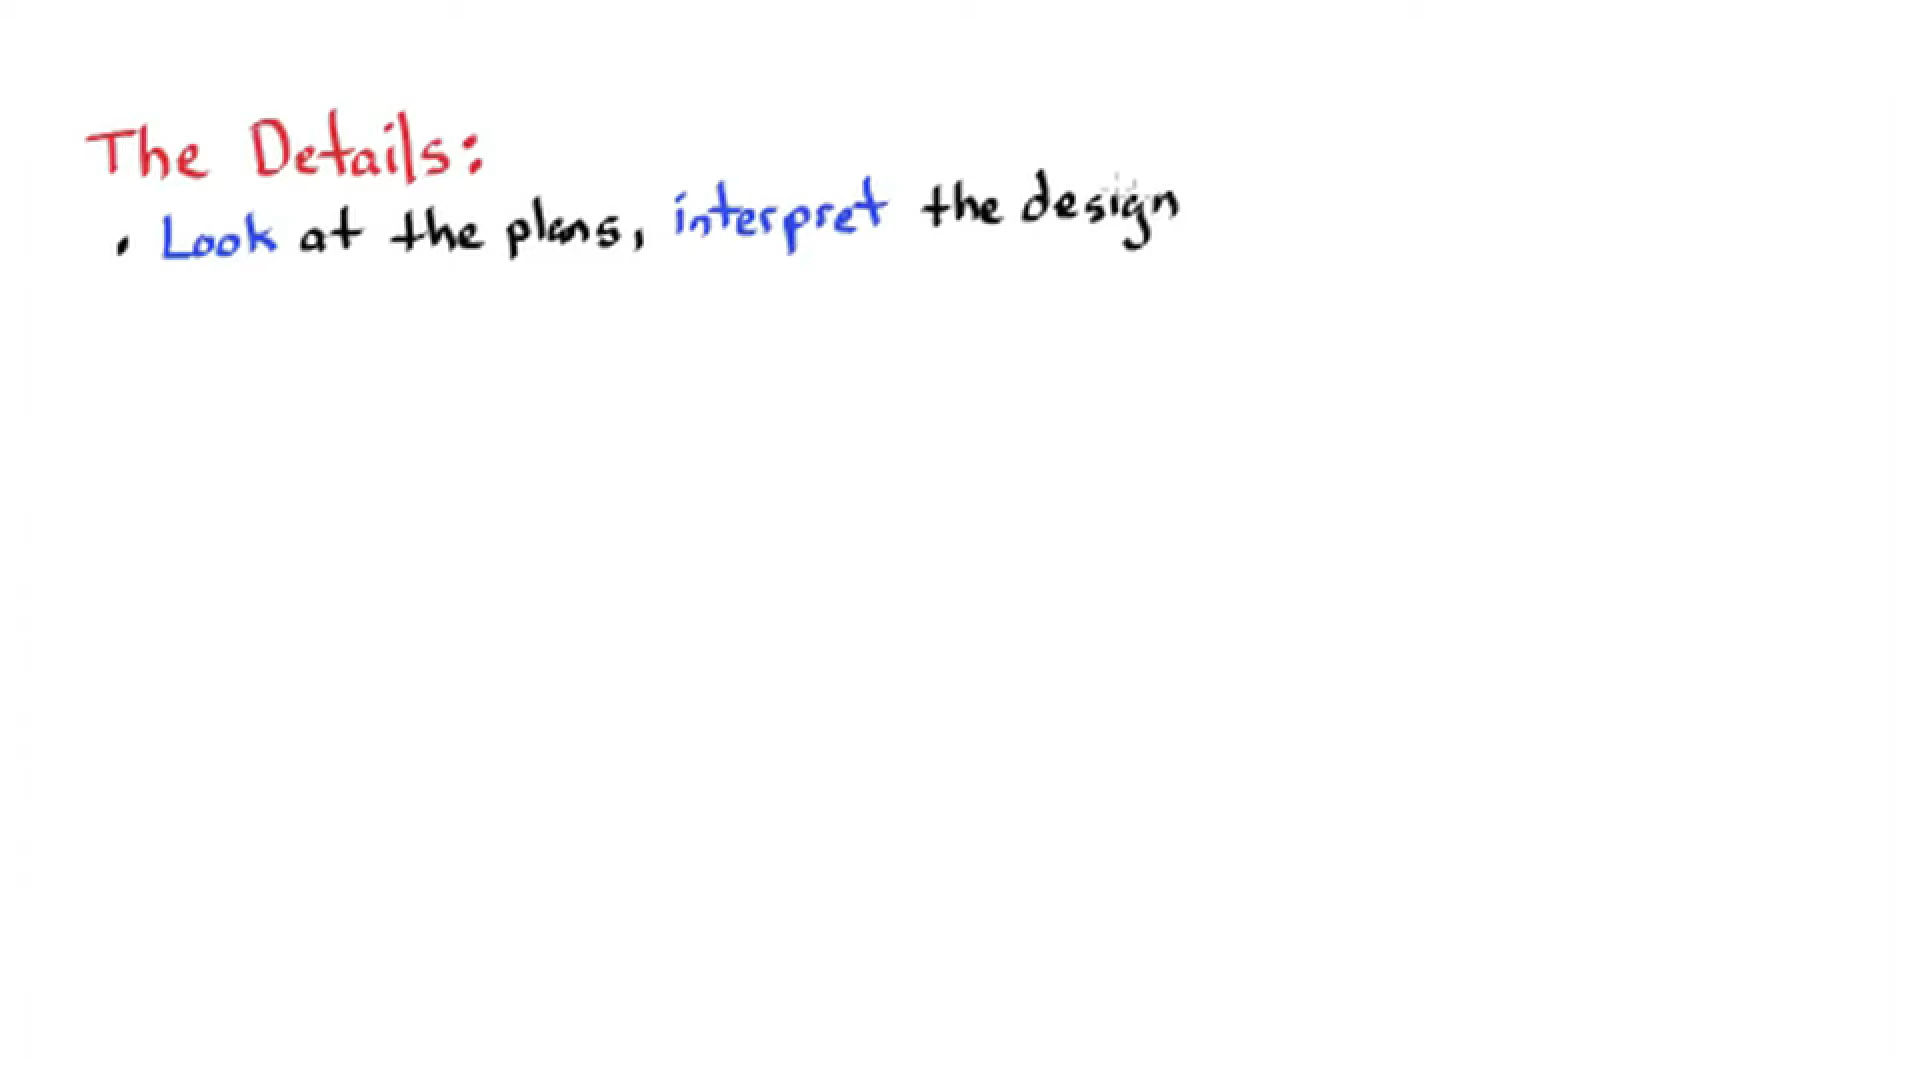 The Details:
• Look at the plans, interpret the design